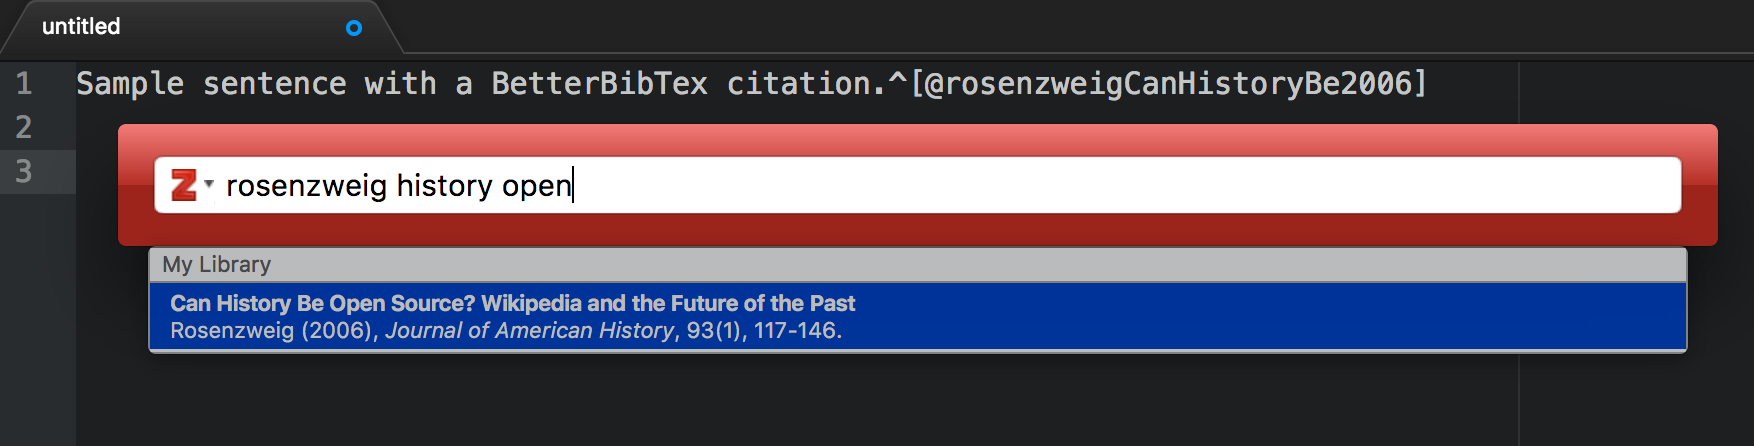 untitled
1 Sample sentence with a BetterBibTex citation.^[@rosenzweigCanHistoryBe2006]
2
3
Z rosenzweig history open
My Library
Can History Be Open Source? Wikipedia and the Future of the Past
Rosenzweig (2006), Journal of American History, 93(1), 117-146.